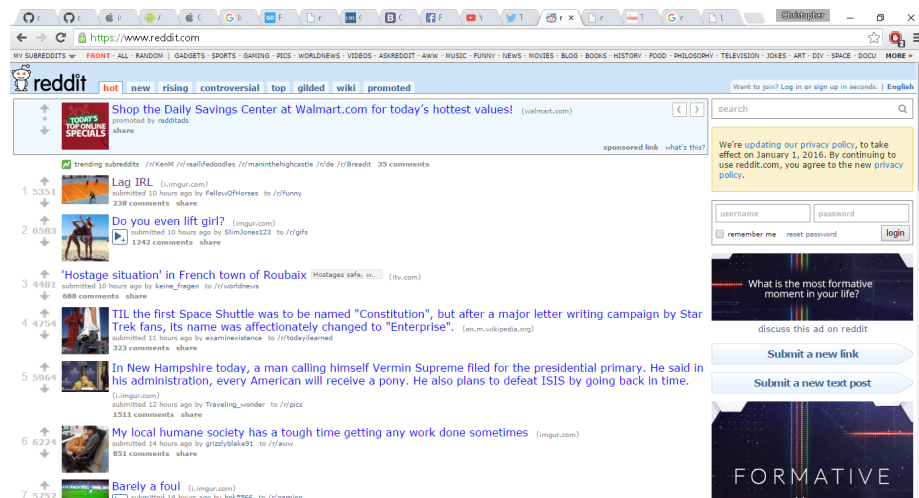 Christopher
https://www.reddit.com
MY SUBREDDITS ▼ FRONT - ALL - RANDOM | GADGETS - SPORTS - GAMING - PICS - WORLDNEWS - VIDEOS - ASKREDDIT - AWW - MUSIC - FUNNY - NEWS - MOVIES - BLOG - BOOKS - HISTORY - FOOD - PHILOSOPHY - TELEVISION - JOKES - ART - DIY - SPACE - DOCU MORE »
reddit hot new rising controversial top gilded wiki promoted
Want to join? Log in or sign up in seconds. | English
TODAY'S
TOP ONLINE
SPECIALS
Shop the Daily Savings Center at Walmart.com for today's hottest values! (walmart.com)
promoted by redditads
share
sponsored link what's this?
trending subreddits /r/KenM /r/reallifedoodles /r/maninthehighcastle /r/de /r/Breadit 35 comments
1 5351 Lag IRL (i.imgur.com)
submitted 10 hours ago by FellowOfHorses to /r/funny
238 comments share
2 6583 Do you even lift girl? (imgur.com)
submitted 10 hours ago by SlimJones123 to /r/gifs
1242 comments share
3 4481 'Hostage situation' in French town of Roubaix Hostages safe, w... (itv.com)
submitted 10 hours ago by keine_fragen to /r/worldnews
688 comments share
4 4754 TIL the first Space Shuttle was to be named "Constitution", but after a major letter writing campaign by Star
Trek fans, its name was affectionately changed to "Enterprise". (en.m.wikipedia.org)
submitted 11 hours ago by examinexistence to /r/todayilearned
323 comments share
5 5964 In New Hampshire today, a man calling himself Vermin Supreme filed for the presidential primary. He said in
his administration, every American will receive a pony. He also plans to defeat ISIS by going back in time.
(i.imgur.com)
submitted 12 hours ago by Traveling_wonder to /r/pics
1511 comments share
6 6224 My local humane society has a tough time getting any work done sometimes (imgur.com)
submitted 14 hours ago by grizzlyblake91 to /r/aww
851 comments share
7 5752 Barely a foul (i.imgur.com)
submitted 14 hours ago by bok5566 to /r/gaming
search
We're updating our privacy policy, to take
effect on January 1, 2016. By continuing to
use reddit.com, you agree to the new privacy
policy.
username password
remember me reset password login
What is the most formative
moment in your life?
discuss this ad on reddit
Submit a new link
Submit a new text post
FORMATIVE